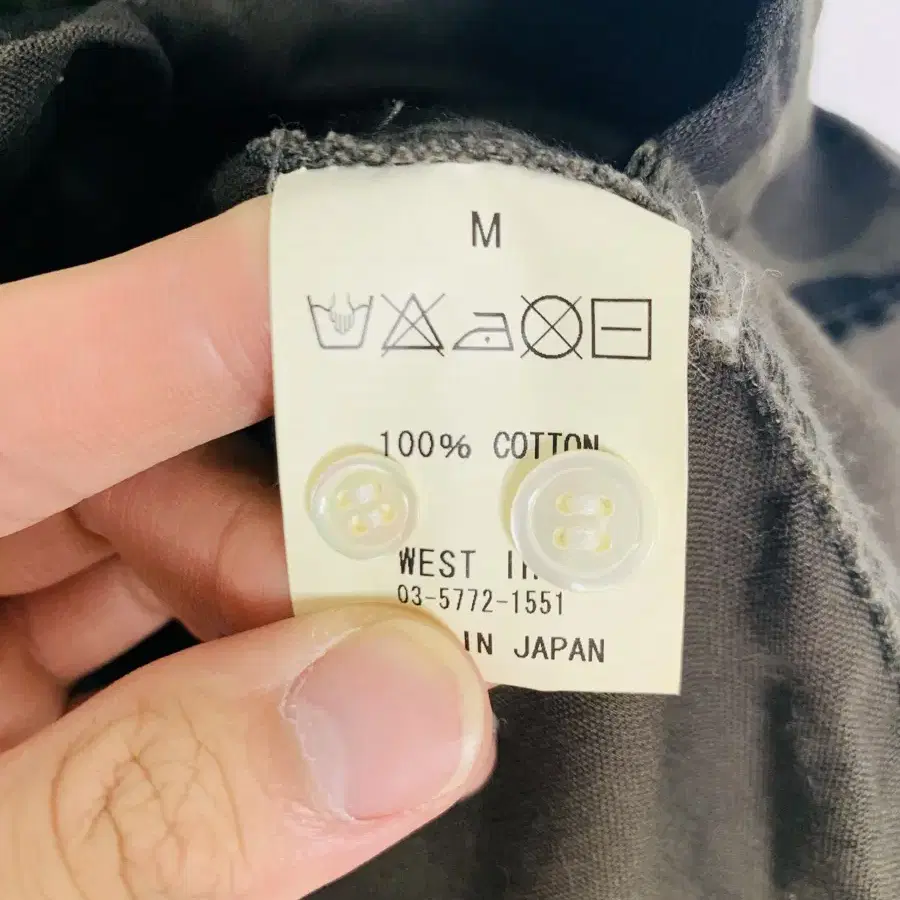 M
100% COTTON
WEST
03-5772-1551
IN JAPAN